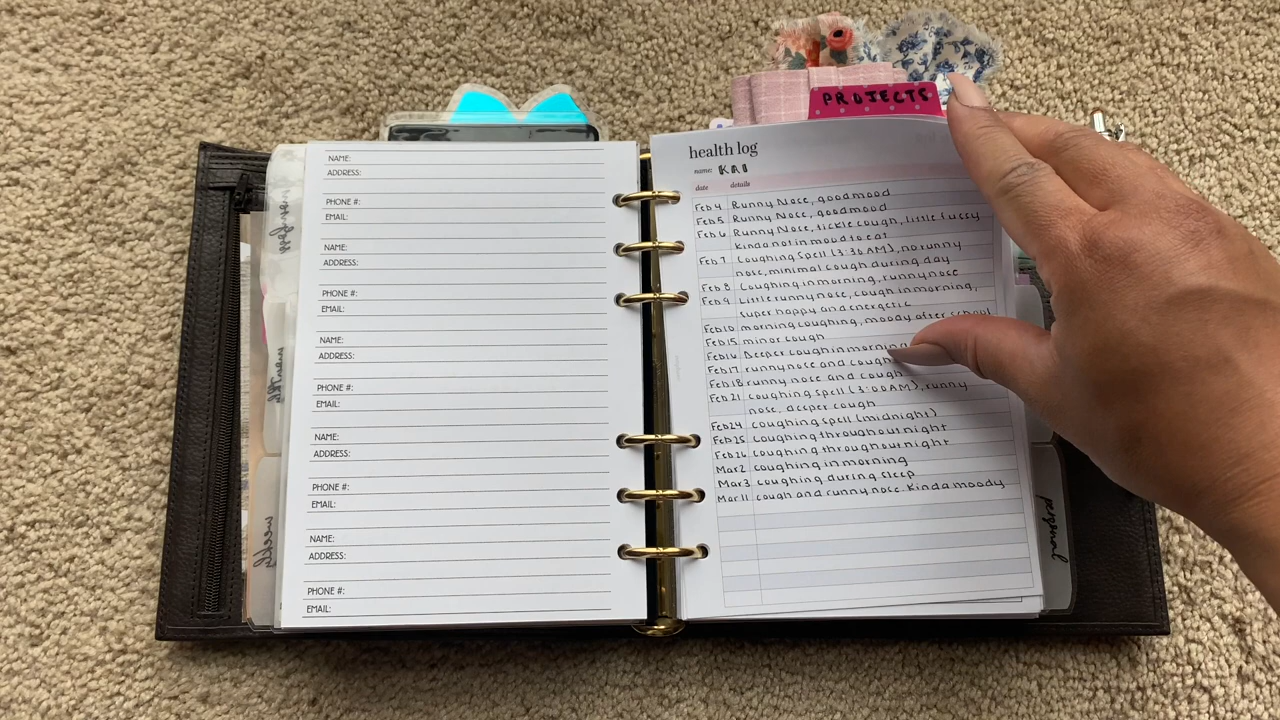 PROJECTS
NAME:
ADDRESS:
PHONE #:
EMAIL:
NAME:
ADDRESS:
PHONE #:
EMAIL:
NAME:
ADDRESS:
PHONE #:
EMAIL:
NAME:
ADDRESS:
PHONE #:
EMAIL:
NAME:
ADDRESS:
PHONE #:
EMAIL:
health log
name: KAI
date details
Feb 4 Runny Nose, good mood
Feb 5 Runny Nose, good mood
Feb 6 Runny Nose, tickle cough, little fussy
kinda not in mood to eat
Feb 7 Coughing spell (3:30 AM), no runny
nose, minimal cough during day
Feb 8 Coughing in morning, runny nose
Feb 9 Little runny nose, cough in morning,
super happy and energetic
Feb 10 morning coughing, moody after school
Feb 15 minor cough
Feb 16 Deeper cough in morning
Feb 17 runny nose and cough
Feb 18 runny nose and cough
Feb 21 Coughing spell (3:00 AM), runny
nose, deeper cough
Feb 24 coughing spell (midnight)
Feb 25 Coughing throughout night
Feb 26 coughing throughout night
Mar 2 coughing in morning
Mar 3 coughing during sleep
Mar 11 cough and runny nose. Kinda moody
personal
monthly
weekly